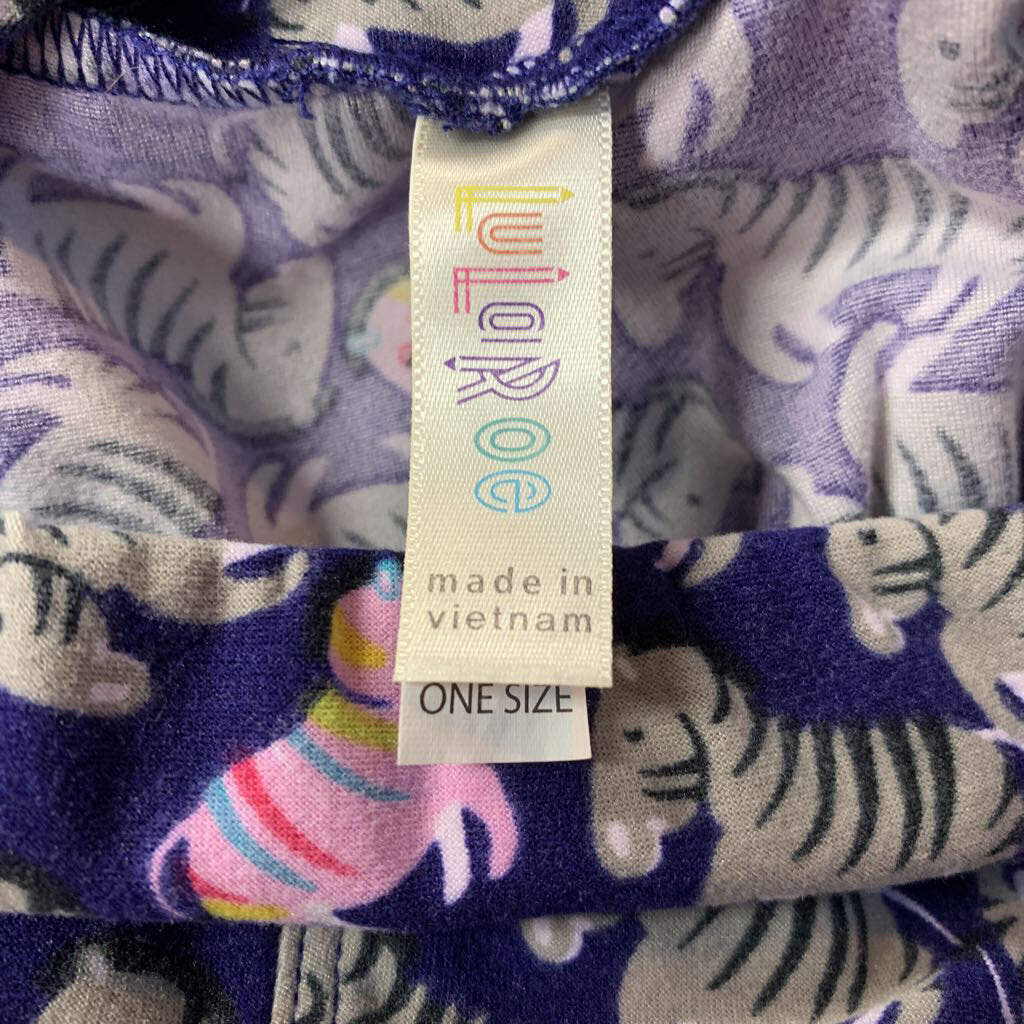 LuLaRoe
made in
vietnam
ONE SIZE